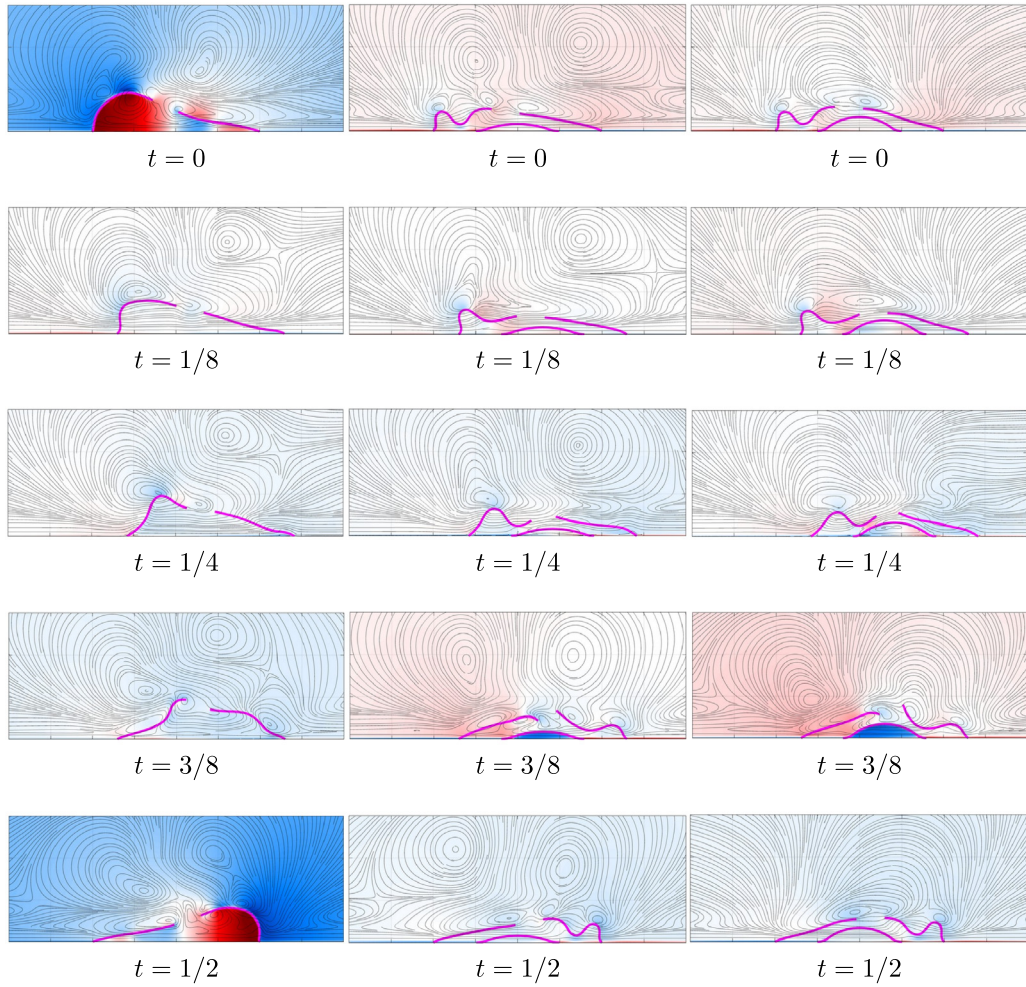 t = 0 t = 0 t = 0
t = 1/8 t = 1/8 t = 1/8
t = 1/4 t = 1/4 t = 1/4
t = 3/8 t = 3/8 t = 3/8
t = 1/2 t = 1/2 t = 1/2